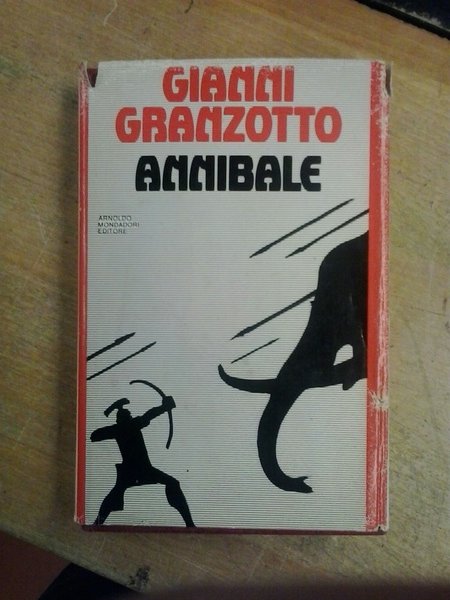 GIANNI
GRANZOTTO
ANNIBALE
ARNOLDO
MONDADORI
EDITORE